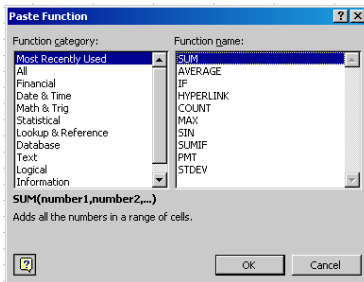 Paste Function
Function category:
Most Recently Used
All
Financial
Date & Time
Math & Trig
Statistical
Lookup & Reference
Database
Text
Logical
Information
Function name:
SUM
AVERAGE
IF
HYPERLINK
COUNT
MAX
SIN
SUMIF
PMT
STDEV
SUM(number1,number2,...)
Adds all the numbers in a range of cells.
OK
Cancel